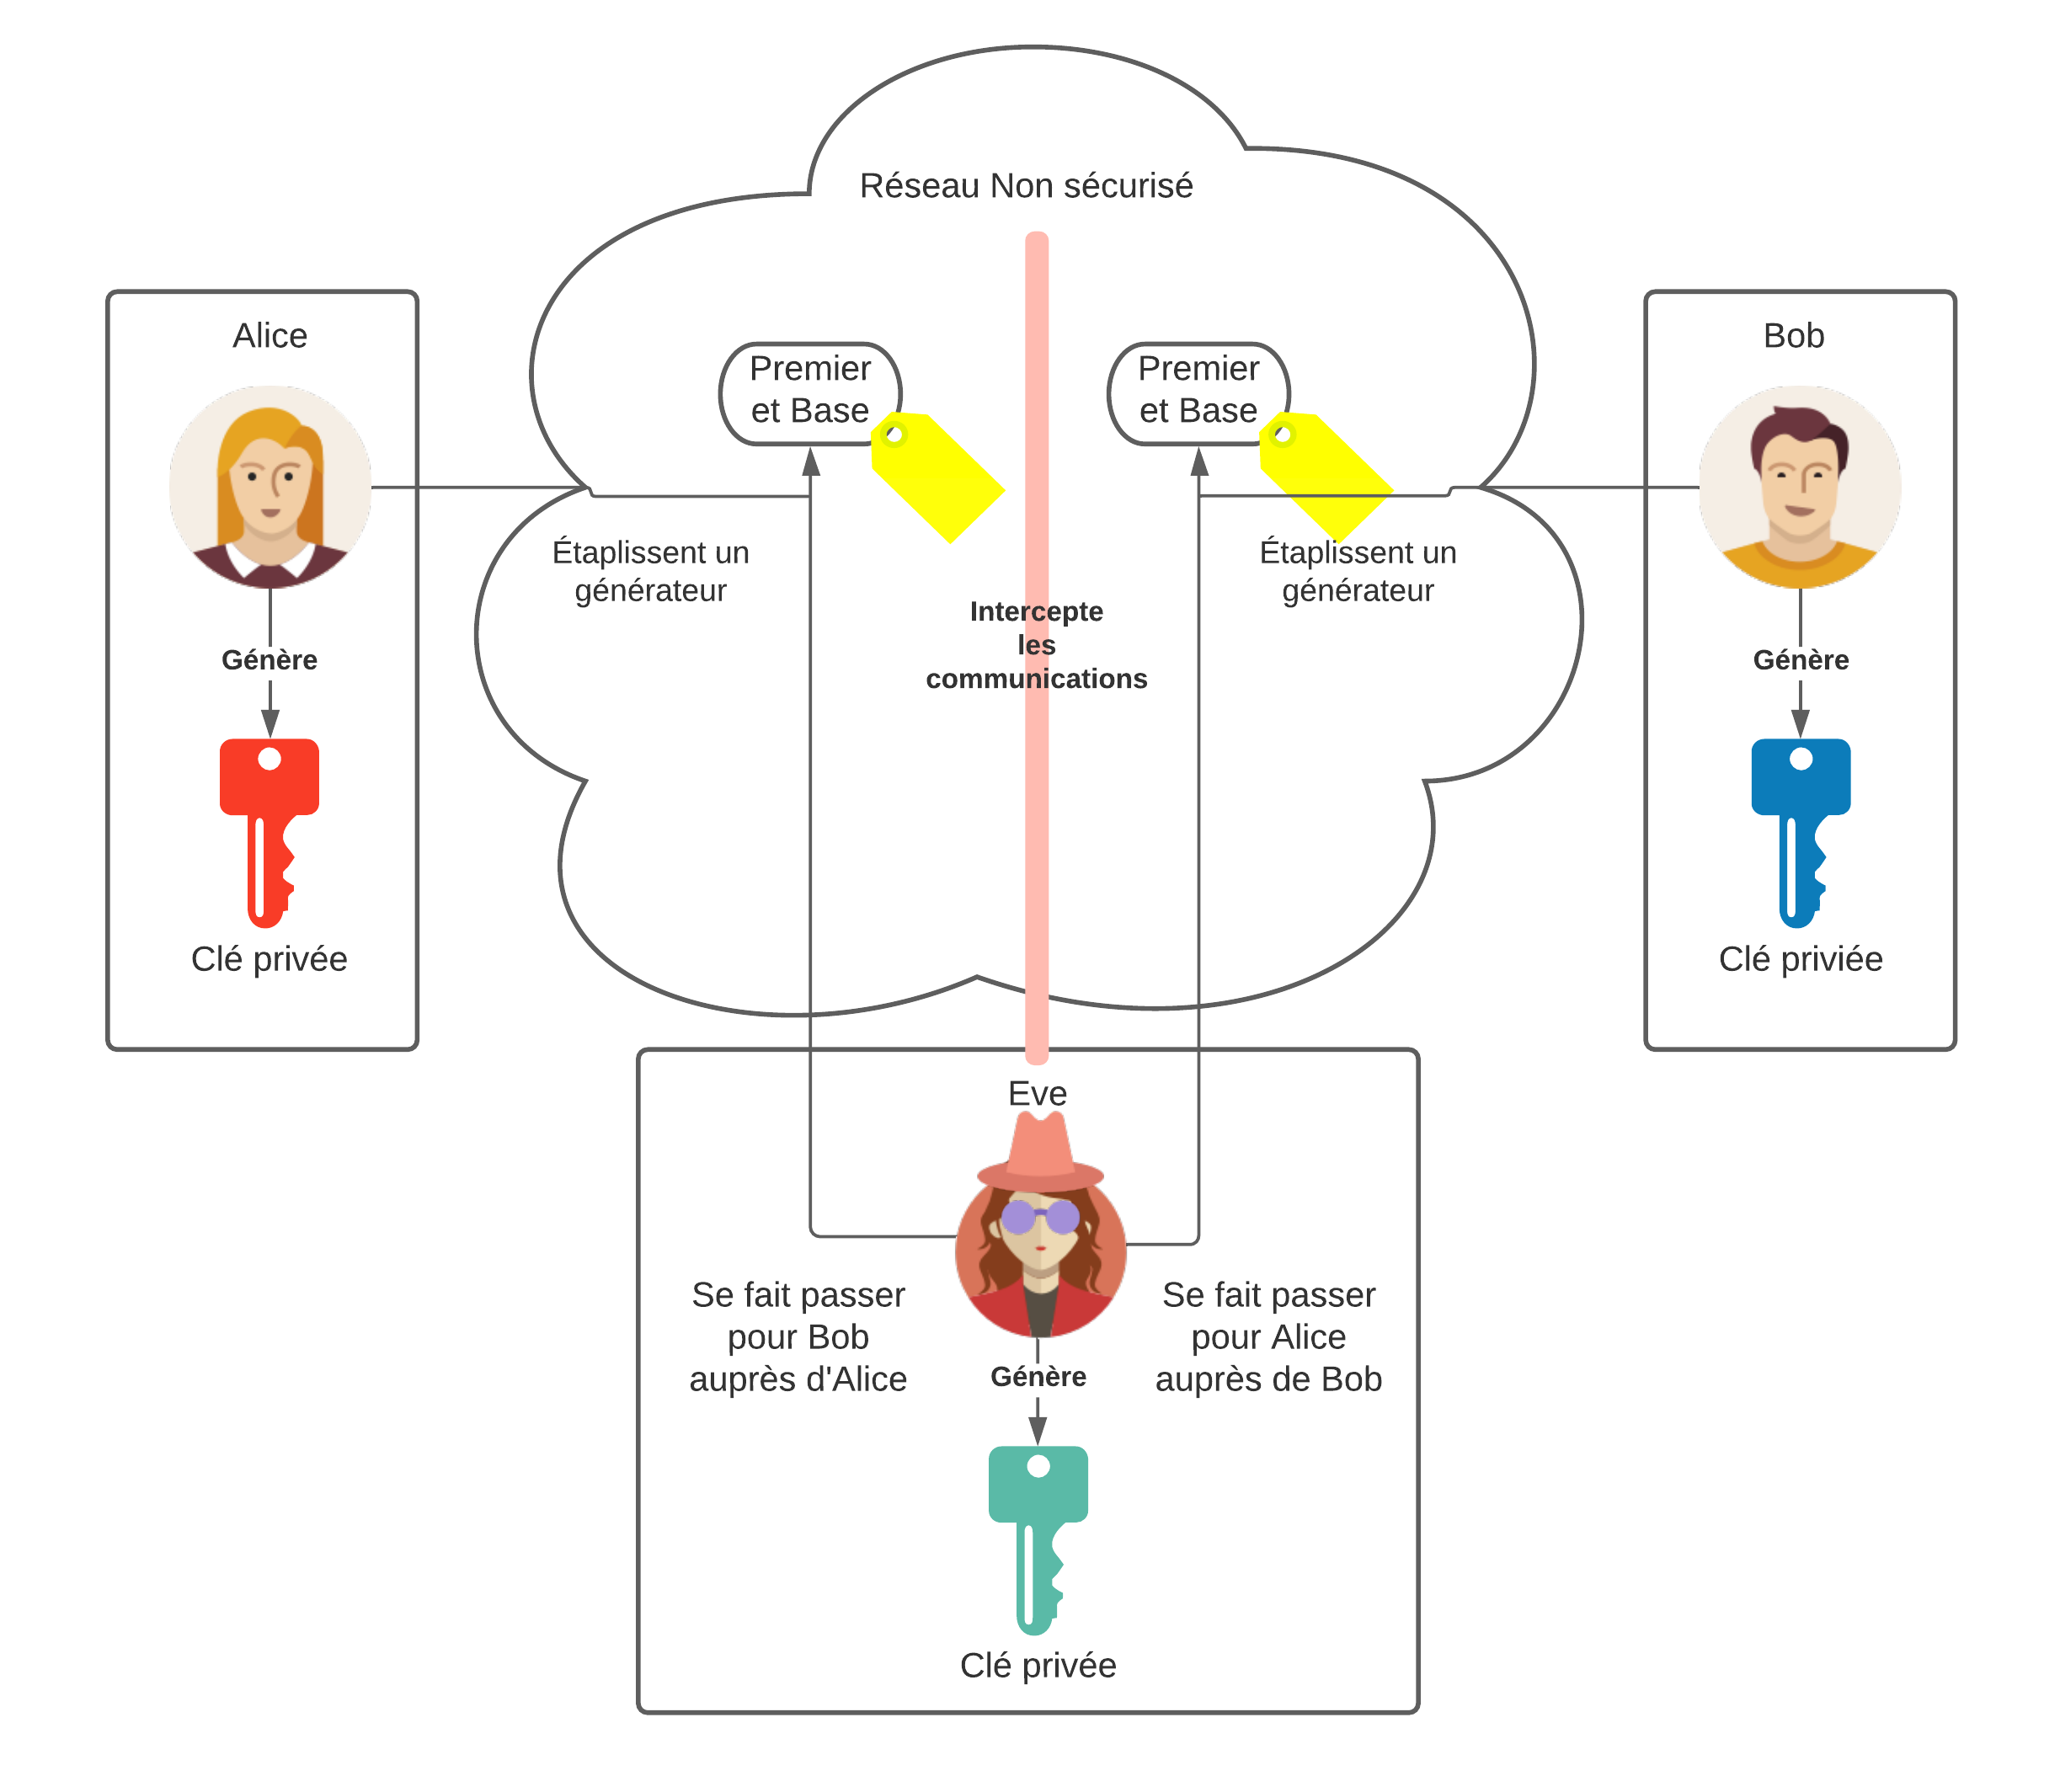 Réseau Non sécurisé
Alice
Bob
Premier
et Base
Premier
et Base
Étaplissent un
générateur
Étaplissent un
générateur
Intercepte
les
communications
Génère
Génère
Clé privée
Clé priviée
Eve
Se fait passer
pour Bob
auprès d'Alice
Se fait passer
pour Alice
auprès de Bob
Génère
Clé privée